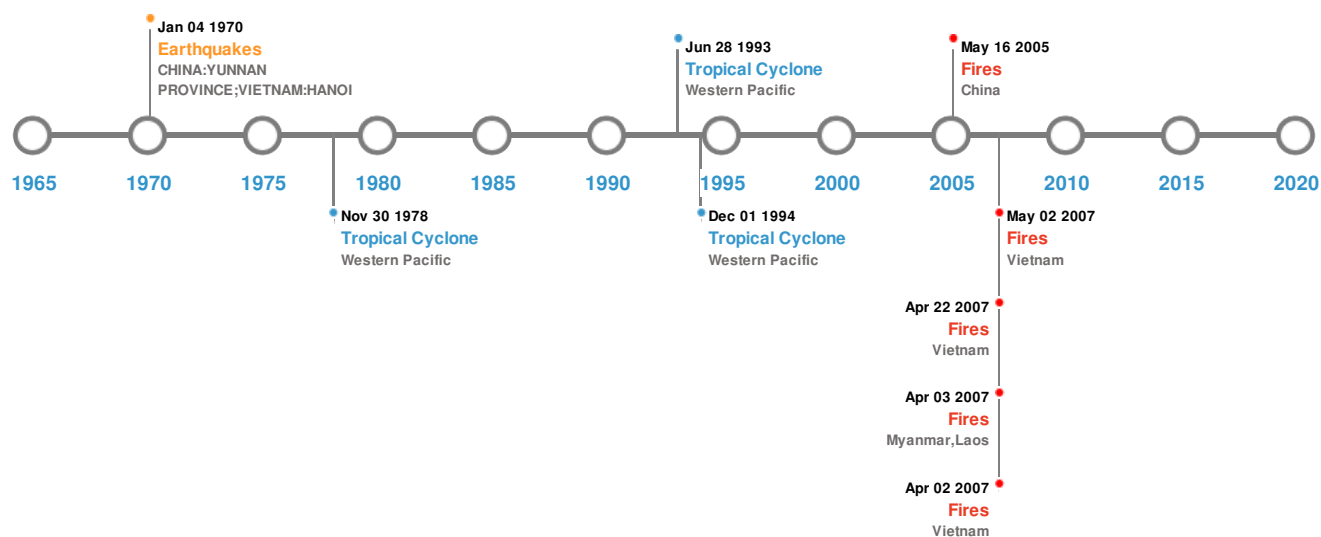 Jan 04 1970
Earthquakes
CHINA:YUNNAN
PROVINCE;VIETNAM:HANOI
Jun 28 1993
Tropical Cyclone
Western Pacific
May 16 2005
Fires
China
1965
1970
1975
1980
1985
1990
1995
2000
2005
2010
2015
2020
Nov 30 1978
Tropical Cyclone
Western Pacific
Dec 01 1994
Tropical Cyclone
Western Pacific
May 02 2007
Fires
Vietnam
Apr 22 2007
Fires
Vietnam
Apr 03 2007
Fires
Myanmar,Laos
Apr 02 2007
Fires
Vietnam